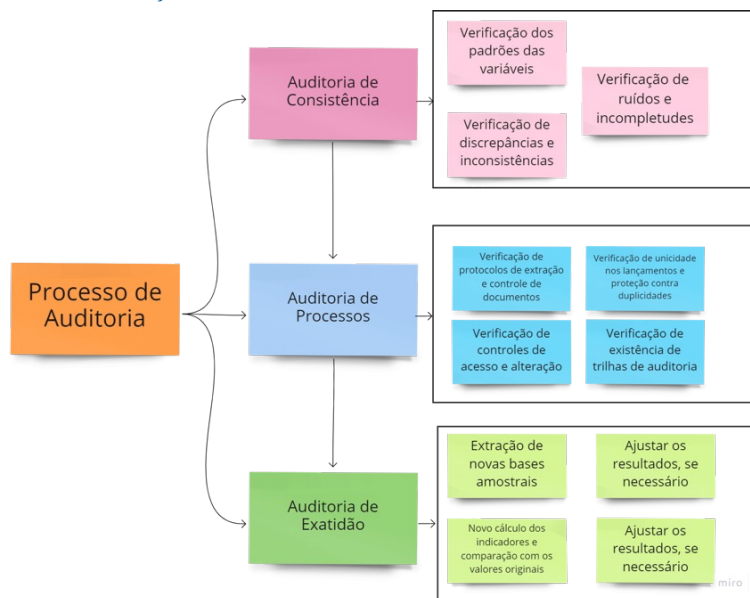 Processo de
Auditoria
Auditoria de
Consistência
Verificação dos
padrões das
variáveis
Verificação de
ruídos e
incompletudes
Verificação de
discrepâncias e
inconsistências
Auditoria de
Processos
Verificação de
protocolos de extração
e controle de
documentos
Verificação de unicidade
nos lançamentos e
proteção contra
duplicidades
Verificação de
controles de
acesso e alteração
Verificação de
existência de
trilhas de auditoria
Auditoria de
Exatidão
Extração de
novas bases
amostrais
Ajustar os
resultados, se
necessário
Novo cálculo dos
indicadores e
comparação com os
valores originais
Ajustar os
resultados, se
necessário
miro